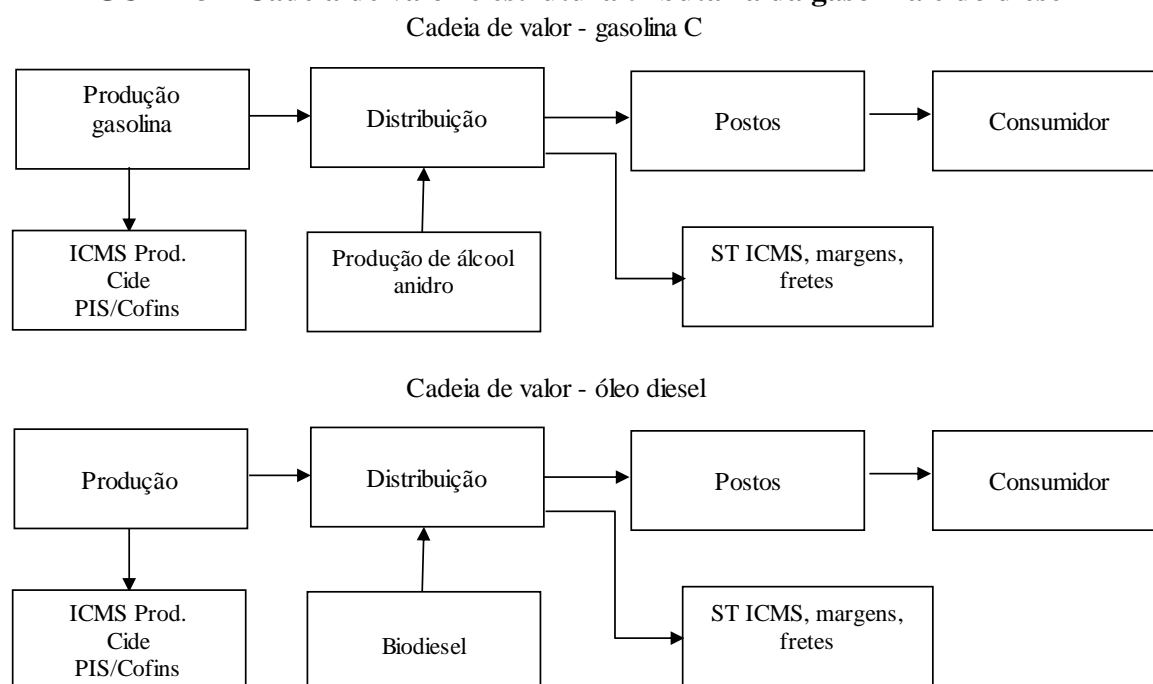 Cadeia de valor - gasolina C
Produção
gasolina
Distribuição
Postos
Consumidor
ICMS Prod.
Cide
PIS/Cofins
Produção de álcool
anidro
ST ICMS, margens,
fretes
Cadeia de valor - óleo diesel
Produção
Distribuição
Postos
Consumidor
ICMS Prod.
Cide
PIS/Cofins
Biodiesel
ST ICMS, margens,
fretes